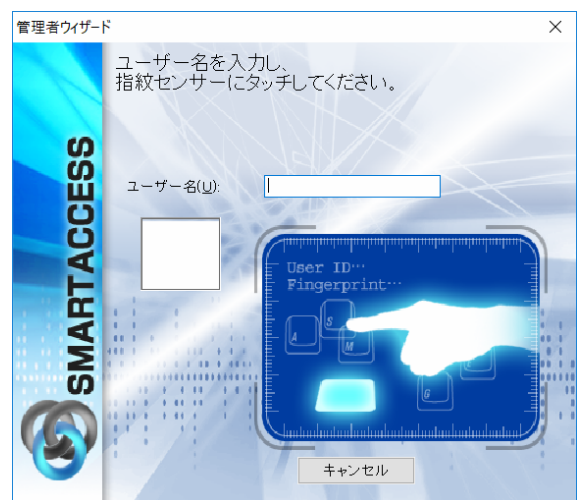 管理者ウィザード
ユーザー名を入力し、
指紋センサーにタッチしてください。
SMARTACCESS
ユーザー名(U):
User ID…
Fingerprint…
S
A
M
G
キャンセル